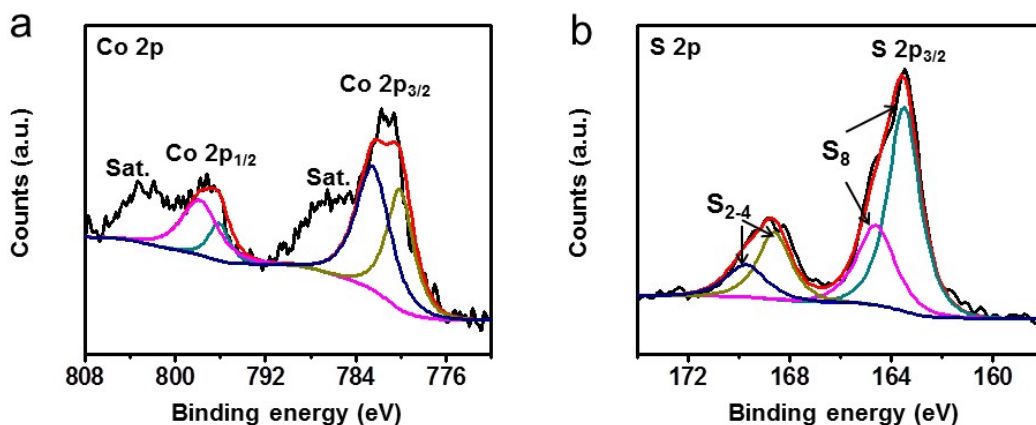 a
Co 2p
Co 2p3/2
Co 2p1/2
Sat.
Sat.
Counts (a.u.)
808 800 792 784 776
Binding energy (eV)
b
S 2p
S 2p3/2
S8
S2-4
Counts (a.u.)
172 168 164 160
Binding energy (eV)